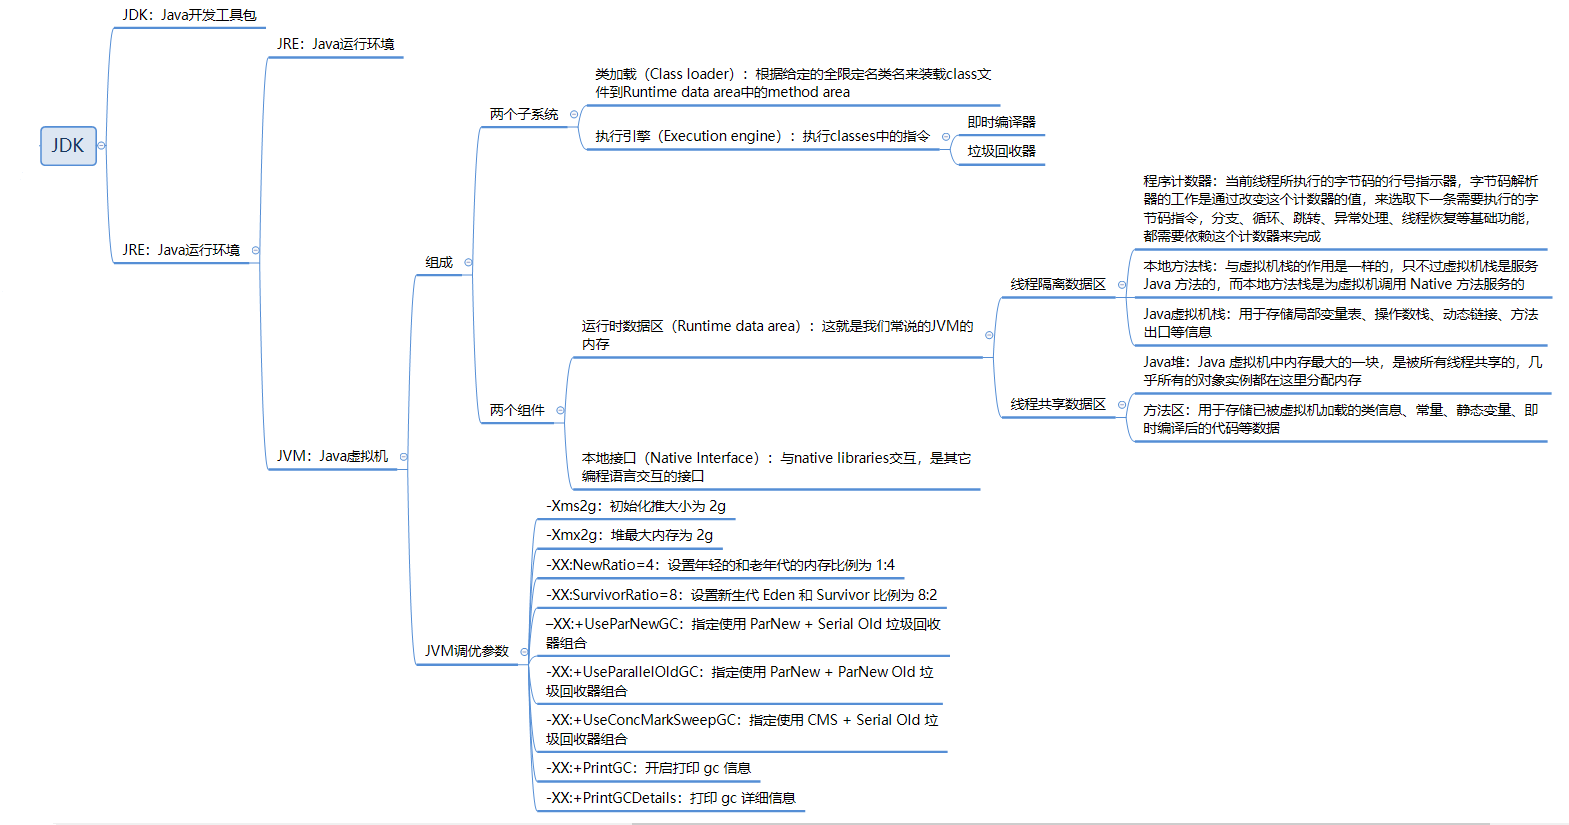 JDK
JDK：Java开发工具包
JRE：Java运行环境
JRE：Java运行环境
JVM：Java虚拟机
组成
两个子系统
类加载（Class loader）：根据给定的全限定名类名来装载class文
件到Runtime data area中的method area
执行引擎（Execution engine）：执行classes中的指令
即时编译器
垃圾回收器
两个组件
运行时数据区（Runtime data area）：这就是我们常说的JVM的
内存
线程隔离数据区
程序计数器：当前线程所执行的字节码的行号指示器，字节码解析
器的工作是通过改变这个计数器的值，来选取下一条需要执行的字
节码指令，分支、循环、跳转、异常处理、线程恢复等基础功能，
都需要依赖这个计数器来完成
本地方法栈：与虚拟机栈的作用是一样的，只不过虚拟机栈是服务
Java 方法的，而本地方法栈是为虚拟机调用 Native 方法服务的
Java虚拟机栈：用于存储局部变量表、操作数栈、动态链接、方法
出口等信息
线程共享数据区
Java堆：Java 虚拟机中内存最大的一块，是被所有线程共享的，几
乎所有的对象实例都在这里分配内存
方法区：用于存储已被虚拟机加载的类信息、常量、静态变量、即
时编译后的代码等数据
本地接口（Native Interface）：与native libraries交互，是其它
编程语言交互的接口
JVM调优参数
-Xms2g：初始化推大小为 2g
-Xmx2g：堆最大内存为 2g
-XX:NewRatio=4：设置年轻的和老年代的内存比例为 1:4
-XX:SurvivorRatio=8：设置新生代 Eden 和 Survivor 比例为 8:2
–XX:+UseParNewGC：指定使用 ParNew + Serial Old 垃圾回收
器组合
-XX:+UseParallelOldGC：指定使用 ParNew + ParNew Old 垃
圾回收器组合
-XX:+UseConcMarkSweepGC：指定使用 CMS + Serial Old 垃
圾回收器组合
-XX:+PrintGC：开启打印 gc 信息
-XX:+PrintGCDetails：打印 gc 详细信息